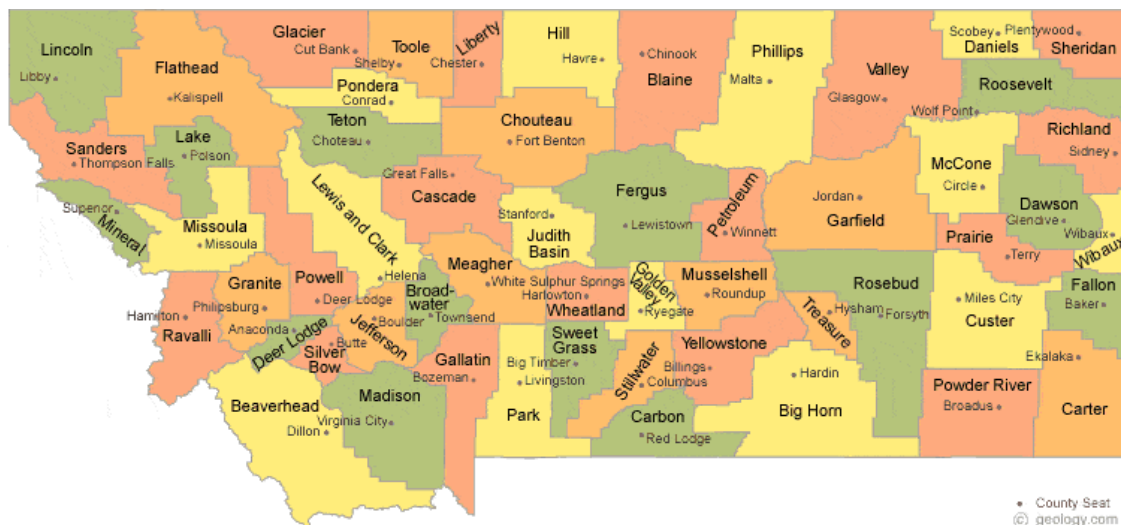 Lincoln
Libby
Flathead
Kalispell
Glacier
Cut Bank
Toole
Shelby
Liberty
Chester
Hill
Havre
Blaine
Chinook
Phillips
Malta
Valley
Glasgow
Daniels
Scobey
Sheridan
Plentywood
Roosevelt
Wolf Point
Pondera
Conrad
Teton
Choteau
Chouteau
Fort Benton
Sanders
Thompson Falls
Lake
Polson
Richland
Sidney
McCone
Circle
Dawson
Glendive
Wibaux
Wibaux
Mineral
Superior
Missoula
Missoula
Lewis and Clark
Helena
Cascade
Great Falls
Judith
Basin
Stanford
Fergus
Lewistown
Petroleum
Winnett
Garfield
Jordan
Prairie
Terry
Fallon
Baker
Granite
Philipsburg
Powell
Deer Lodge
Broad-
water
Townsend
Meagher
White Sulphur Springs
Harlowton
Wheatland
Golden
Valley
Ryegate
Musselshell
Roundup
Treasure
Hysham
Rosebud
Forsyth
Custer
Miles City
Ravalli
Hamilton
Anaconda
Deer Lodge
Silver
Bow
Butte
Jefferson
Boulder
Gallatin
Bozeman
Park
Livingston
Sweet
Grass
Big Timber
Stillwater
Columbus
Yellowstone
Billings
Big Horn
Hardin
Powder River
Broadus
Carter
Ekalaka
Beaverhead
Dillon
Madison
Virginia City
Carbon
Red Lodge
County Seat
© geology.com